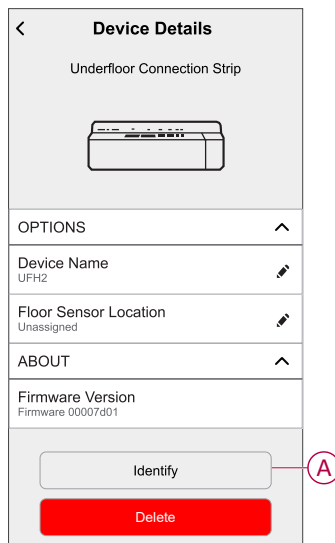 Device Details
Underfloor Connection Strip
OPTIONS
Device Name
UFH2
Floor Sensor Location
Unassigned
ABOUT
Firmware Version
Firmware 00007d01
Identify
A
Delete